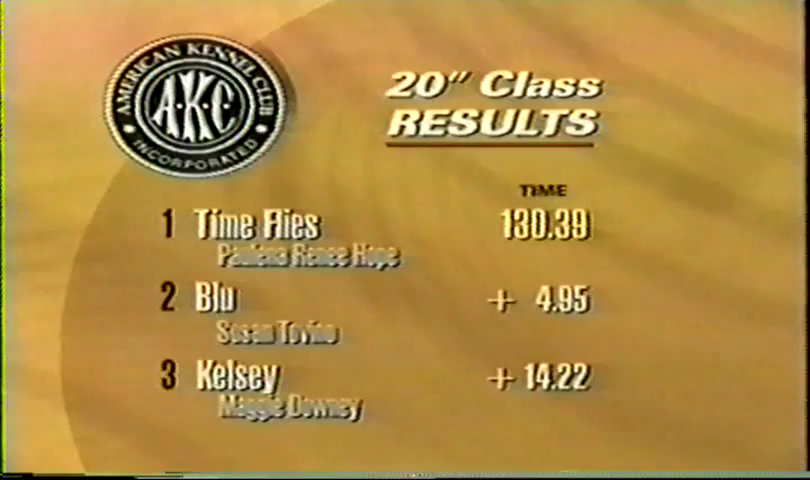 AMERICAN KENNEL CLUB
A·K·C
INCORPORATED
20" Class
RESULTS
TIME
1 Time Flies 130.39
Paulena Renee Hope
2 Blu + 4.95
Susan Tovino
3 Kelsey + 14.22
Maggie Downey